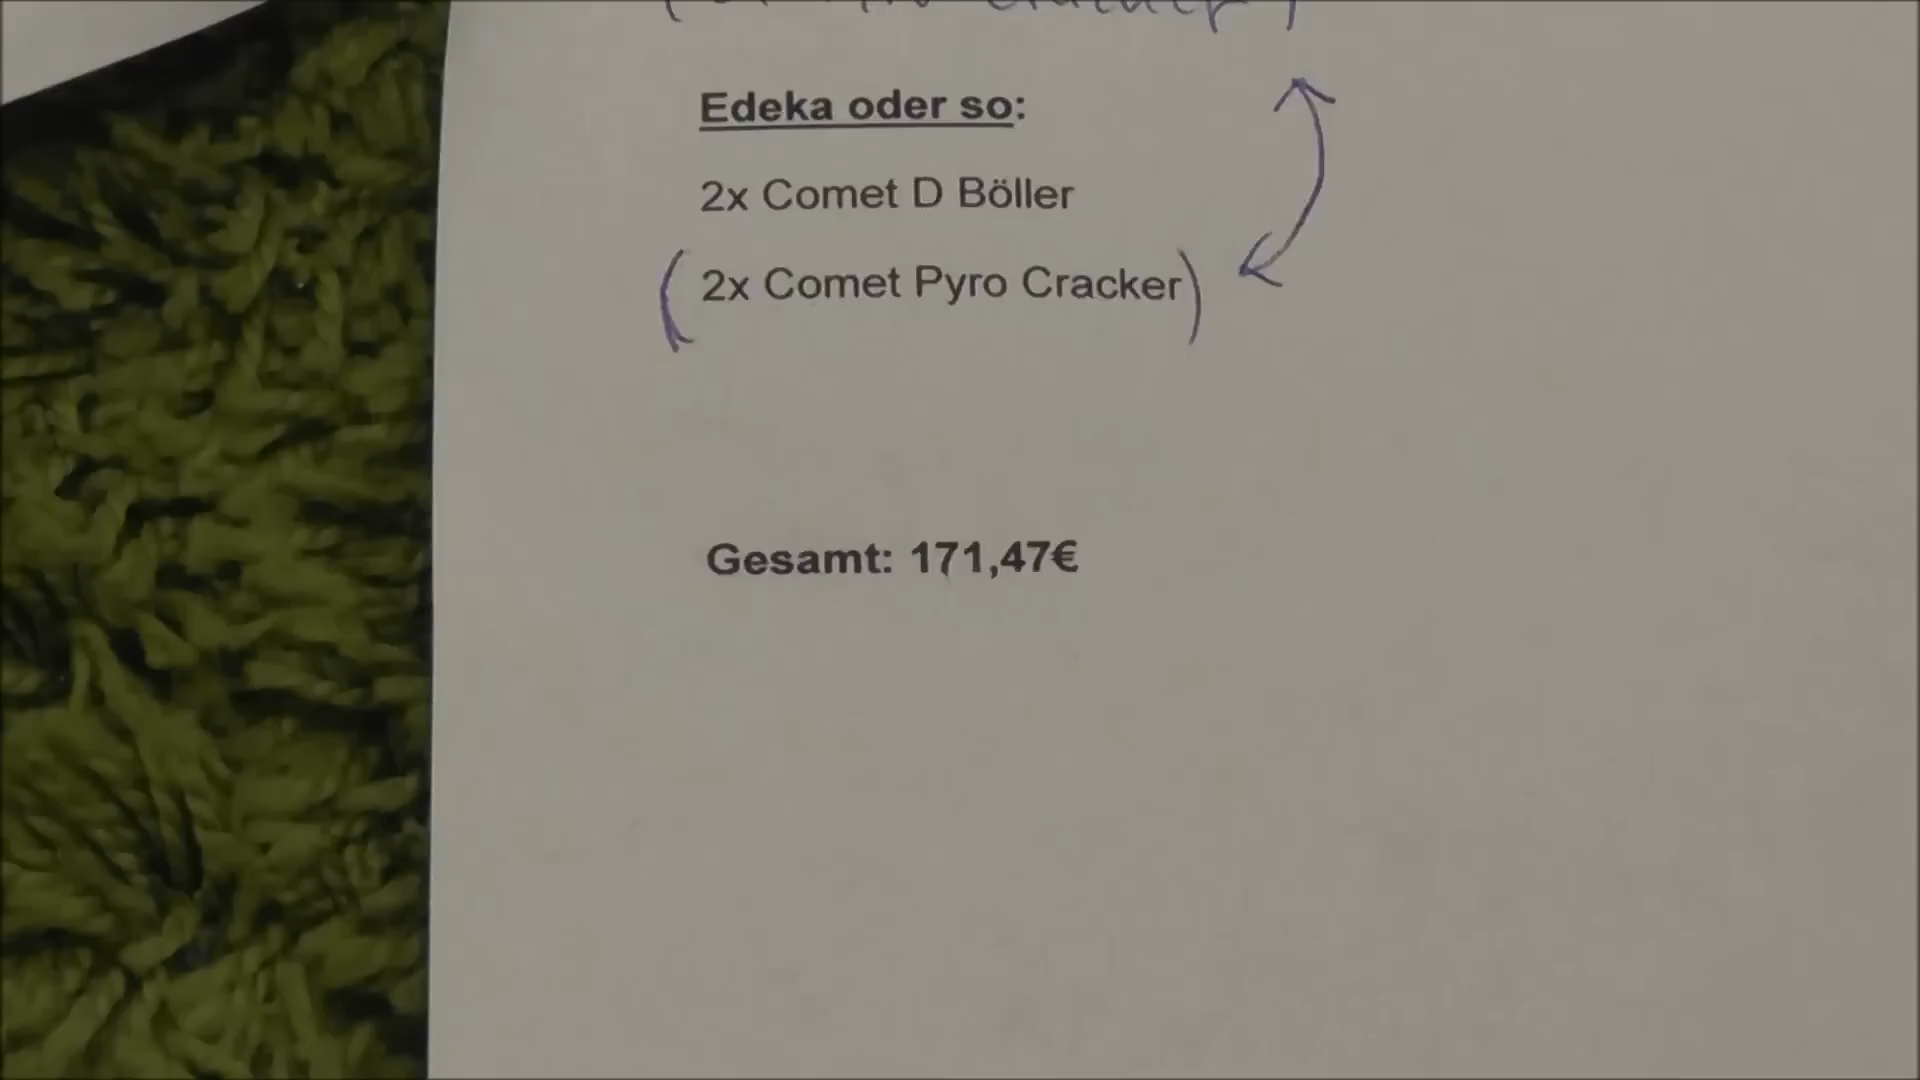 Edeka oder so:
2x Comet D Böller
(2x Comet Pyro Cracker)
Gesamt: 171,47€